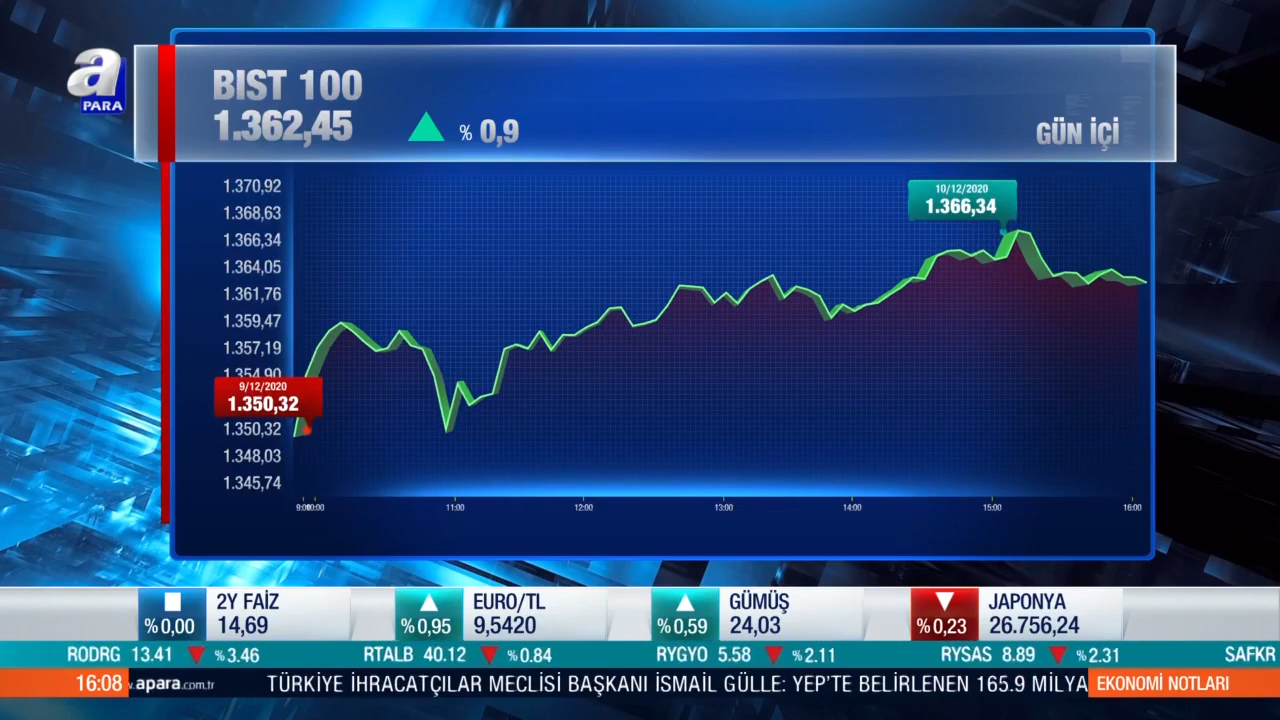 a
PARA
BIST 100
1.362,45
% 0,9
GÜN İÇİ
1.370,92
1.368,63
1.366,34
1.364,05
1.361,76
1.359,47
1.357,19
1.354,90
1.350,32
1.348,03
1.345,74
9/12/2020
1.350,32
10/12/2020
1.366,34
11:00 12:00 13:00 14:00 15:00 16:00
% 0,00 2Y FAİZ 14,69
% 0,95 EURO/TL 9,5420
% 0,59 GÜMÜŞ 24,03
% 0,23 JAPONYA 26.756,24
RODRG 13.41 % 3.46 RTALB 40.12 % 0.84 RYGYO 5.58 % 2.11 RYSAS 8.89 % 2.31 SAFKR
16:08 .apara.com.tr TÜRKİYE İHRACATÇILAR MECLİSİ BAŞKANI İSMAİL GÜLLE: YEP'TE BELİRLENEN 165.9 MİLYA EKONOMİ NOTLARI